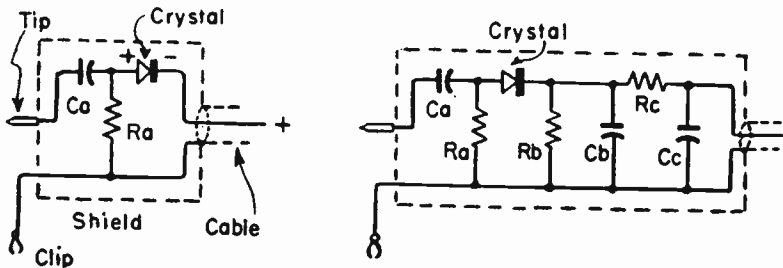 Tip
Crystal
+ -
Ca
Ra
+
Shield
Cable
Clip
Crystal
Ca
Rc
Ra
Rb
Cb
Cc